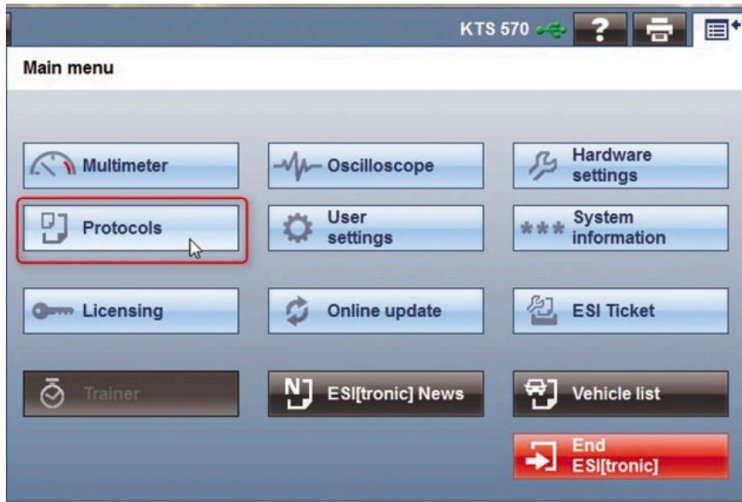 KTS 570
?
Main menu
Multimeter
Oscilloscope
Hardware
settings
Protocols
User
settings
***
System
information
Licensing
Online update
ESI Ticket
Trainer
N
ESI[tronic] News
Vehicle list
End
ESI[tronic]